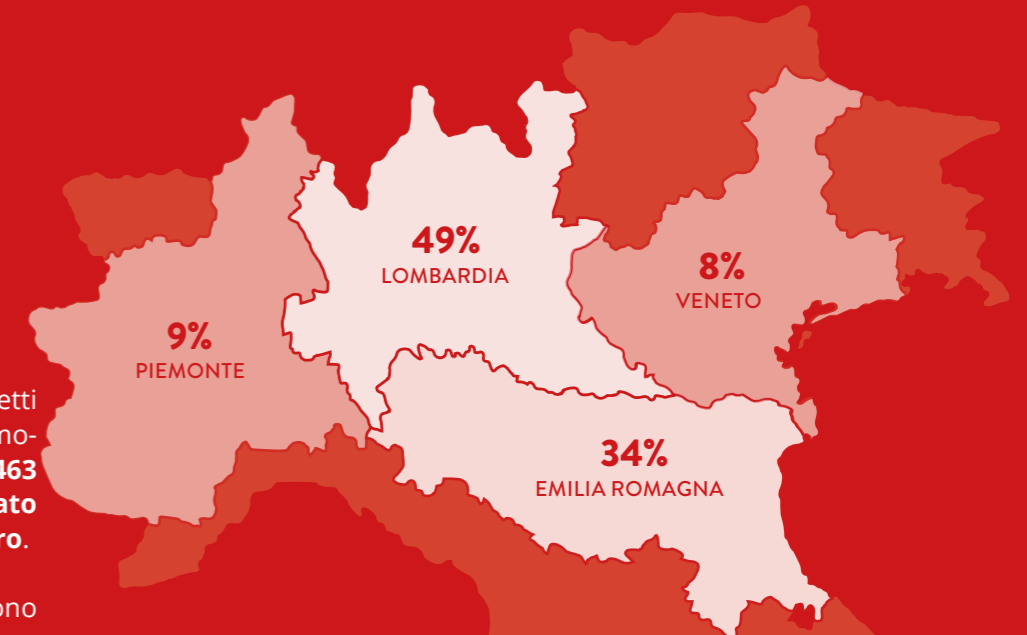 49%
LOMBARDIA
8%
VENETO
9%
PIEMONTE
34%
EMILIA ROMAGNA